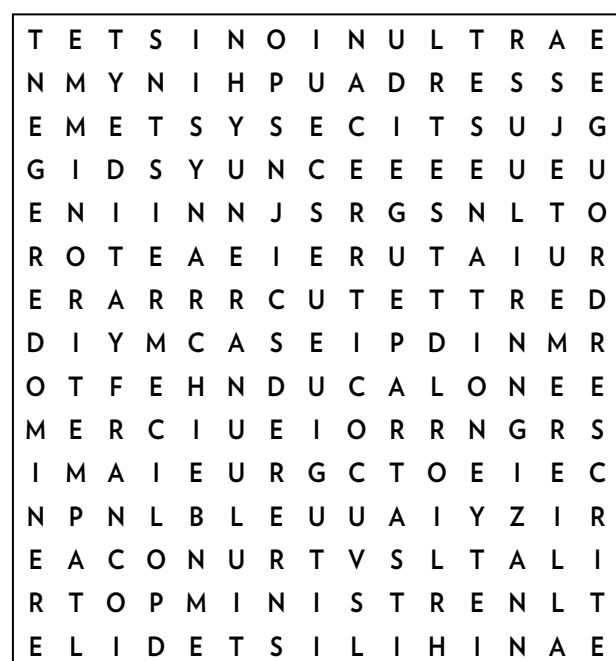 T E T S I N O I N U L T R A E
N M Y N I H P U A D R E S S E
E M E T S Y S E C I T S U J G
G I D S Y U N C E E E E U E U
E N I I N N J S R G S N L T O
R O T E A E I E R U T A I U R
E R A R R R C U T E T T R E D
D I Y M C A S E I P D I N M R
O T F E H N D U C A L O N E E
M E R C I U E I O R R N G R S
I M A I E U R G C T O E I E C
N P N L B L E U U A I Y Z I R
E A C O N U R T V S L T A L I
R T O P M I N I S T R E N L T
E L I D E T S I L I H I N A E